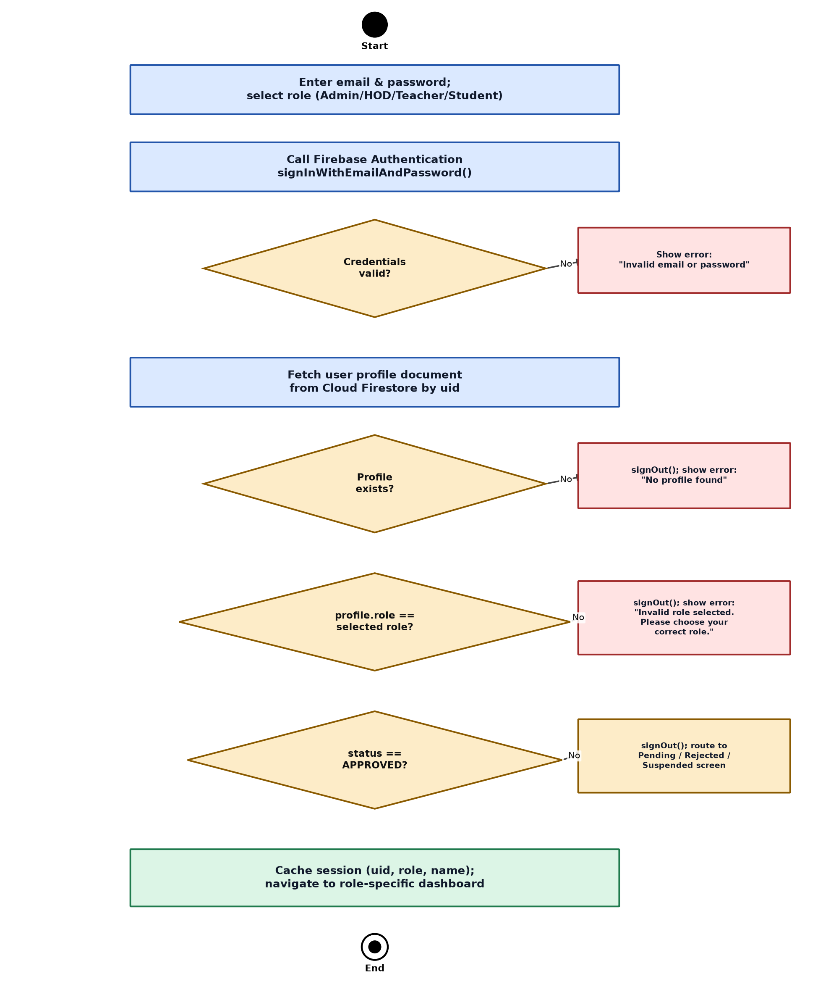 Start
Enter email & password;
select role (Admin/HOD/Teacher/Student)
Call Firebase Authentication
signInWithEmailAndPassword()
Credentials
valid?
No
Show error:
"Invalid email or password"
Fetch user profile document
from Cloud Firestore by uid
Profile
exists?
No
signOut(); show error:
"No profile found"
profile.role ==
selected role?
No
signOut(); show error:
"Invalid role selected.
Please choose your
correct role."
status ==
APPROVED?
No
signOut(); route to
Pending / Rejected /
Suspended screen
Cache session (uid, role, name);
navigate to role-specific dashboard
End